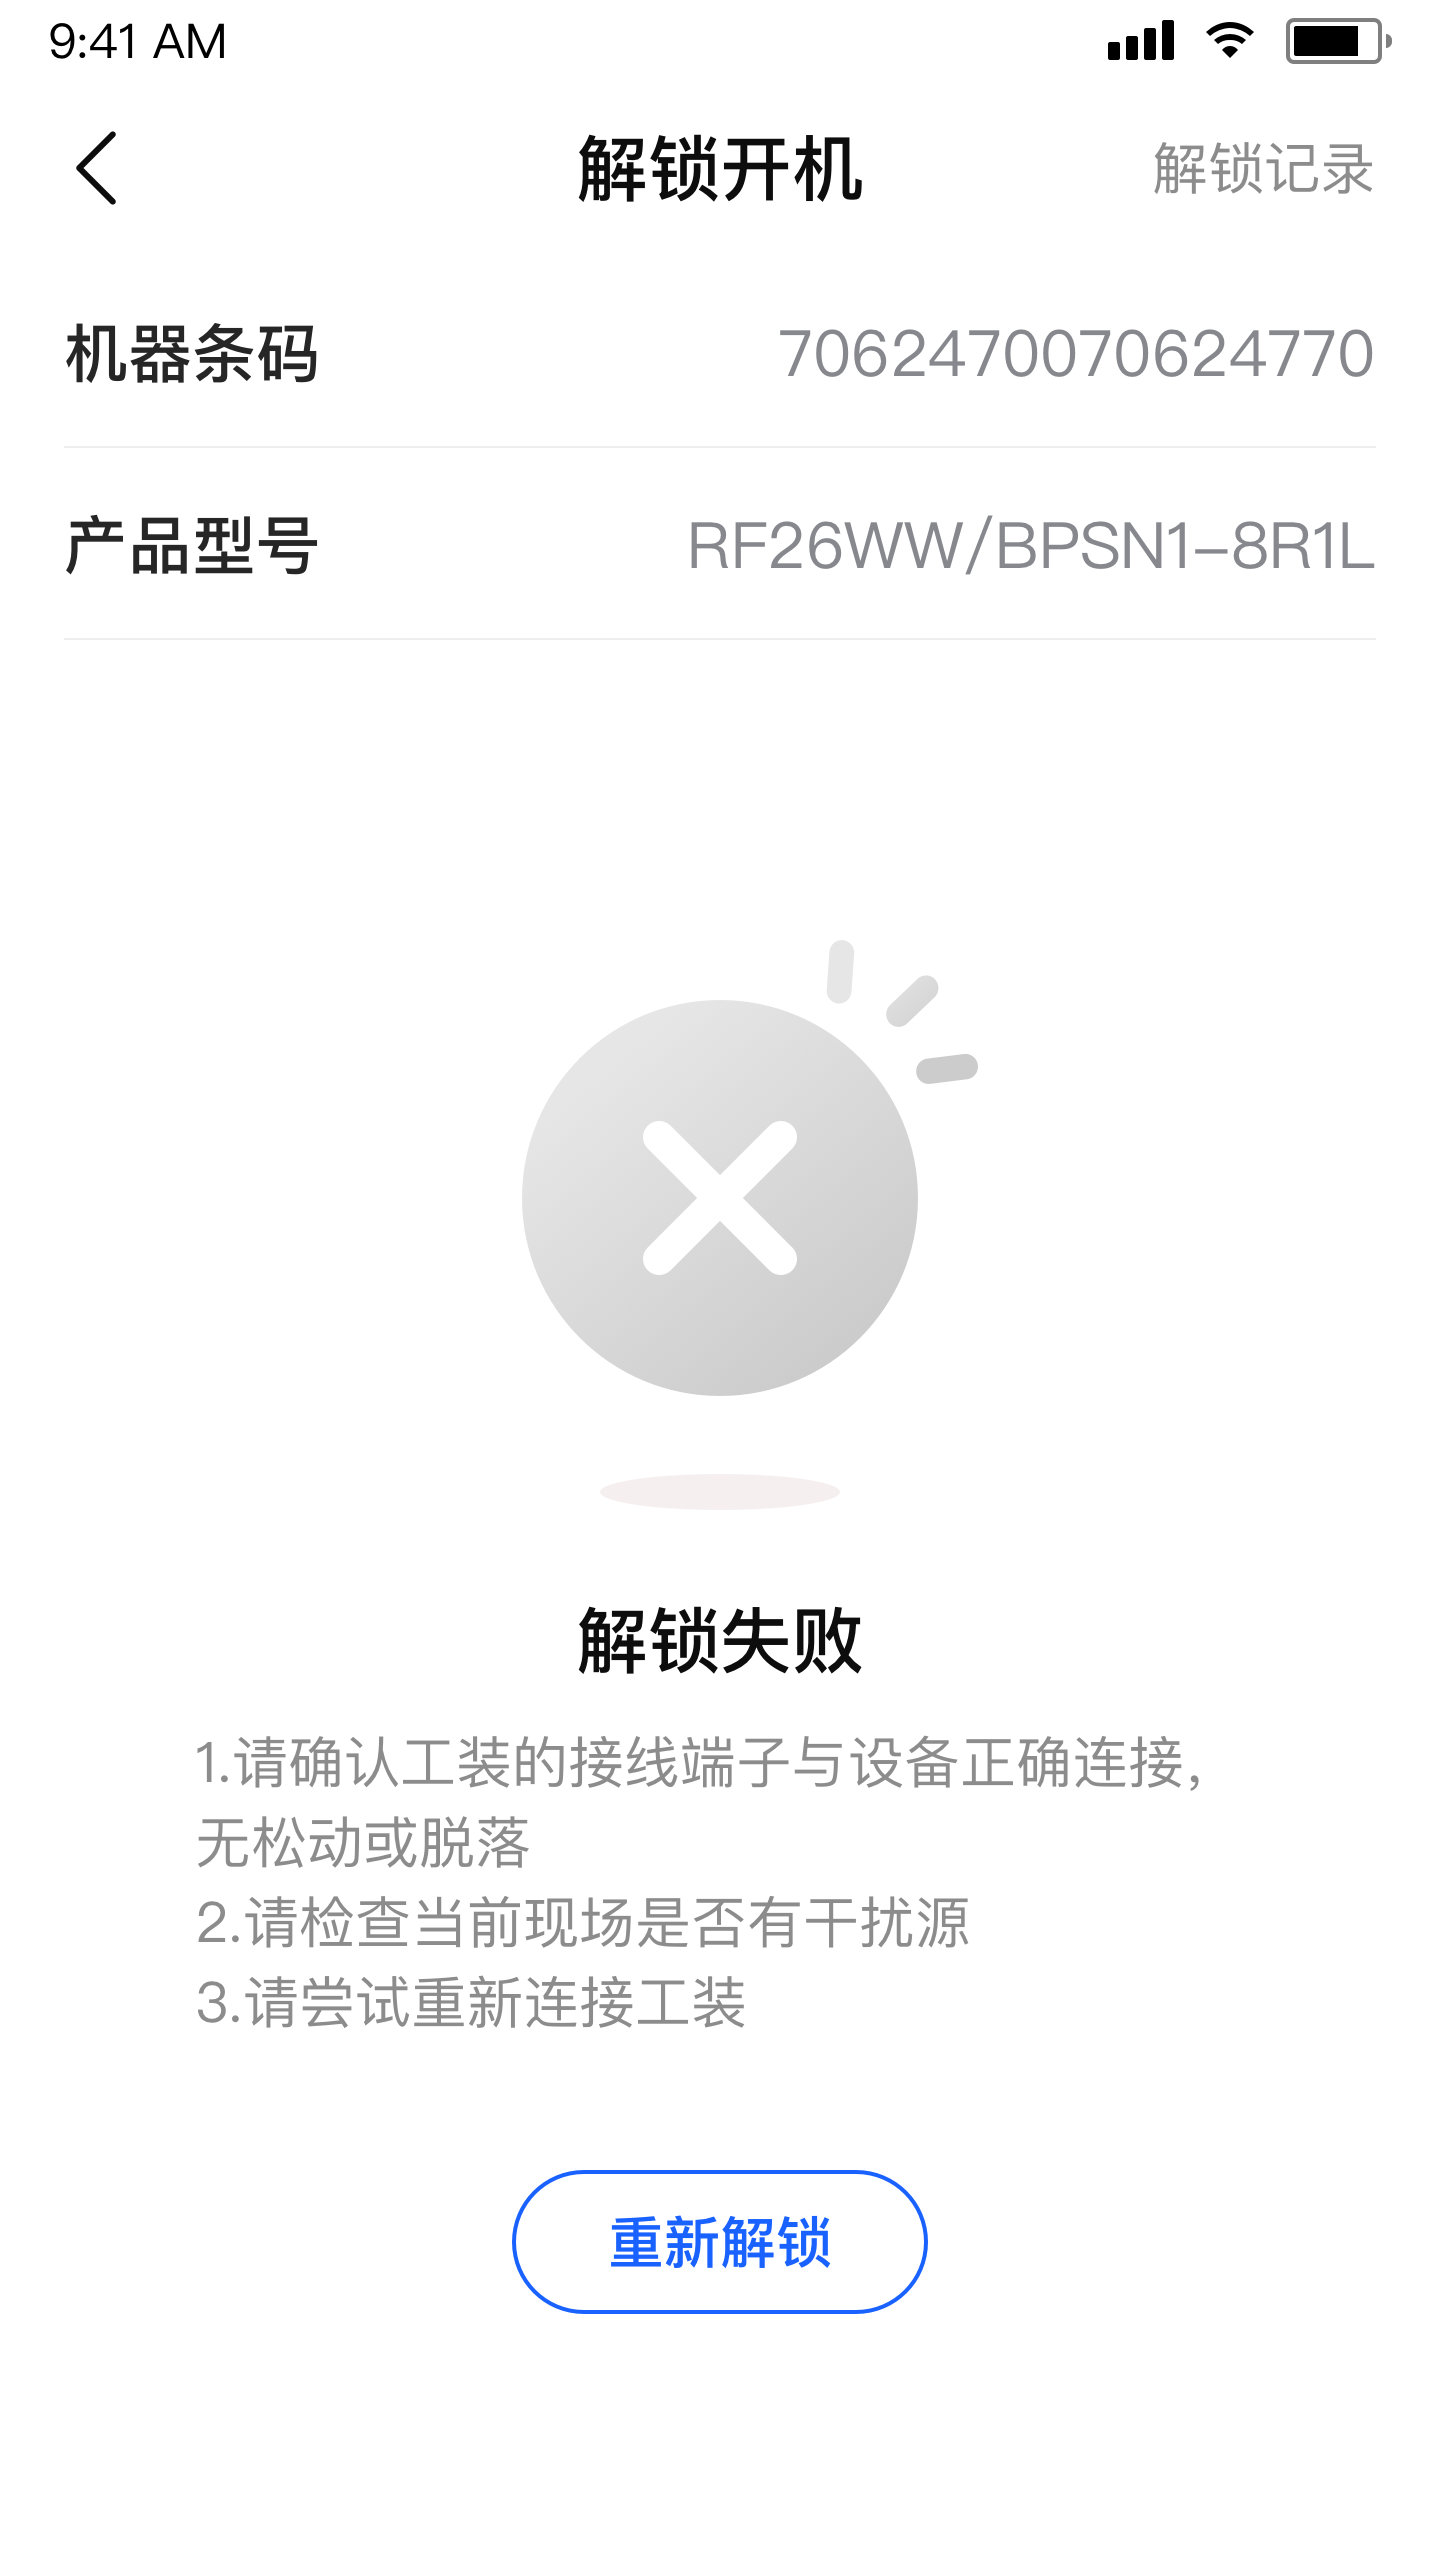 9:41 AM
解锁开机
解锁记录
机器条码
7062470070624770
产品型号
RF26WW/BPSN1-8R1L
解锁失败
1.请确认工装的接线端子与设备正确连接，
无松动或脱落
2.请检查当前现场是否有干扰源
3.请尝试重新连接工装
重新解锁